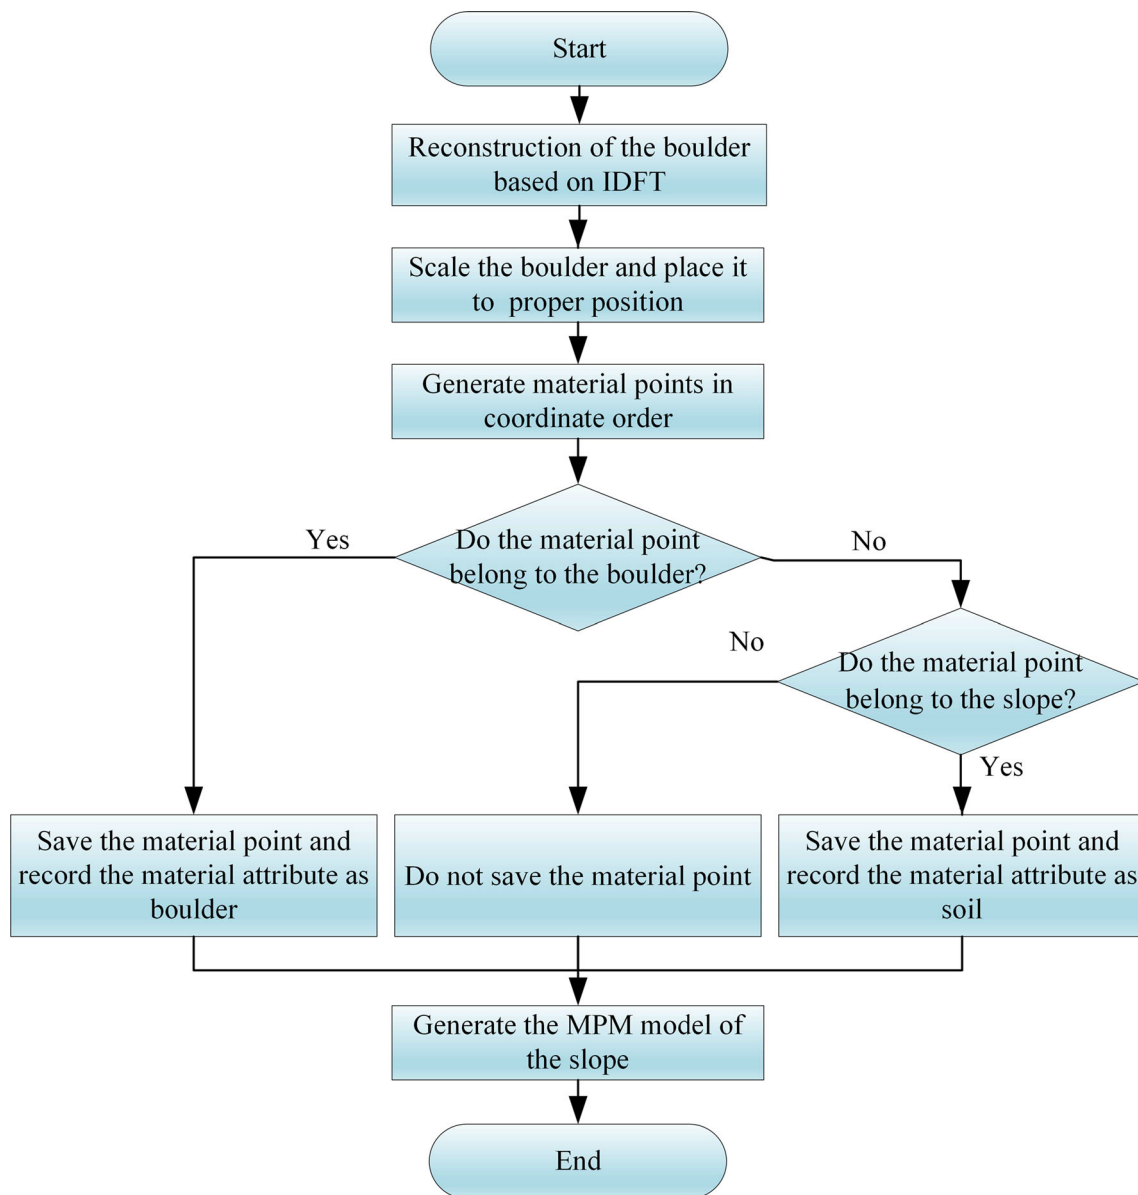 Start
Reconstruction of the boulder
based on IDFT
Scale the boulder and place it
to proper position
Generate material points in
coordinate order
Yes
Do the material point
belong to the boulder?
No
No
Do the material point
belong to the slope?
Yes
Save the material point and
record the material attribute as
boulder
Do not save the material point
Save the material point and
record the material attribute as
soil
Generate the MPM model of
the slope
End